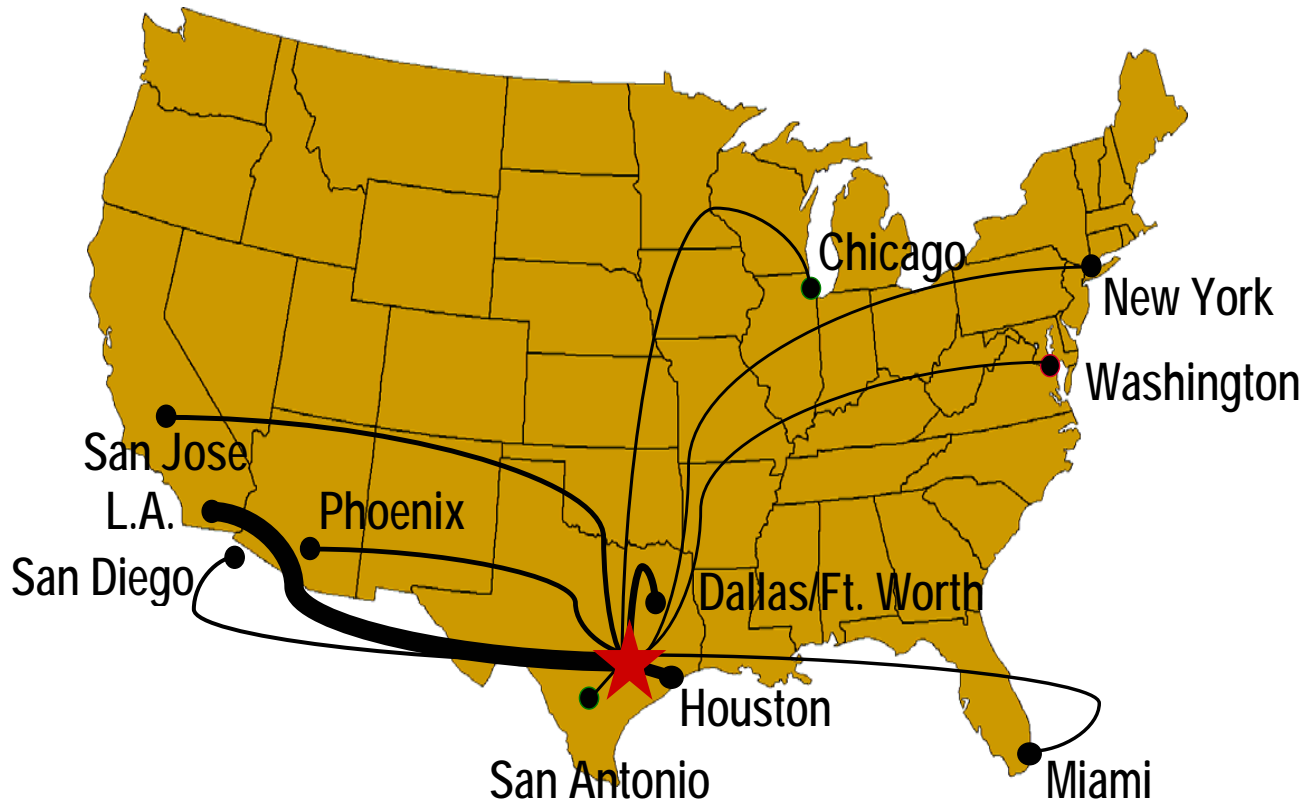 Chicago
New York
Washington
San Jose
L.A.
Phoenix
San Diego
Dallas/Ft. Worth
Houston
San Antonio
Miami